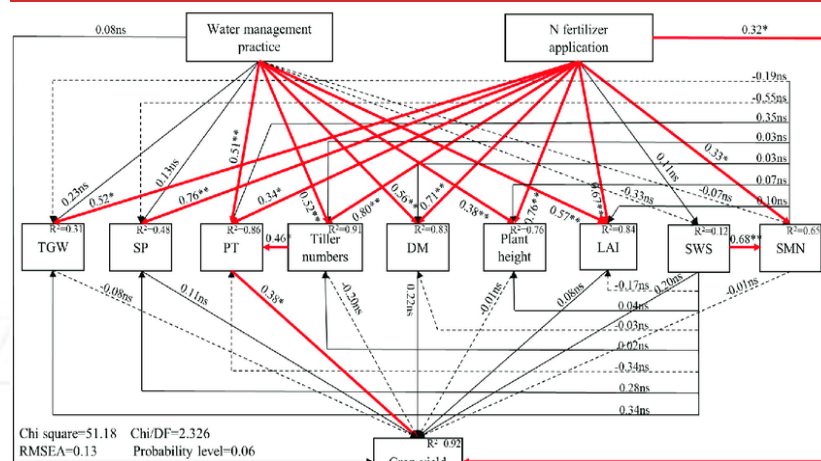 Water management
practice
N fertilizer
application
0.08ns
0.32*
-0.19ns
-0.55ns
0.35ns
0.03ns
0.03ns
0.07ns
0.10ns
0.23ns
0.52*
0.13ns
0.76**
0.51**
0.34*
0.52**
0.80**
0.56**
0.71**
0.38**
0.76**
0.57**
0.67**
0.11ns
-0.33ns
0.33*
-0.07ns
R²=0.31
TGW
R²=0.48
SP
R²=0.86
PT
0.46*
R²=0.91
Tiller
numbers
R²=0.83
DM
R²=0.76
Plant
height
R²=0.84
LAI
R²=0.12
SWS
0.68**
R²=0.65
SMN
-0.08ns
0.11ns
0.38*
-0.20ns
0.22ns
-0.01ns
0.08ns
0.20ns
-0.01ns
-0.17ns
0.04ns
-0.03ns
0.02ns
-0.34ns
0.28ns
0.34ns
Chi square=51.18 Chi/DF=2.326
RMSEA=0.13 Probability level=0.06
R² 0.92